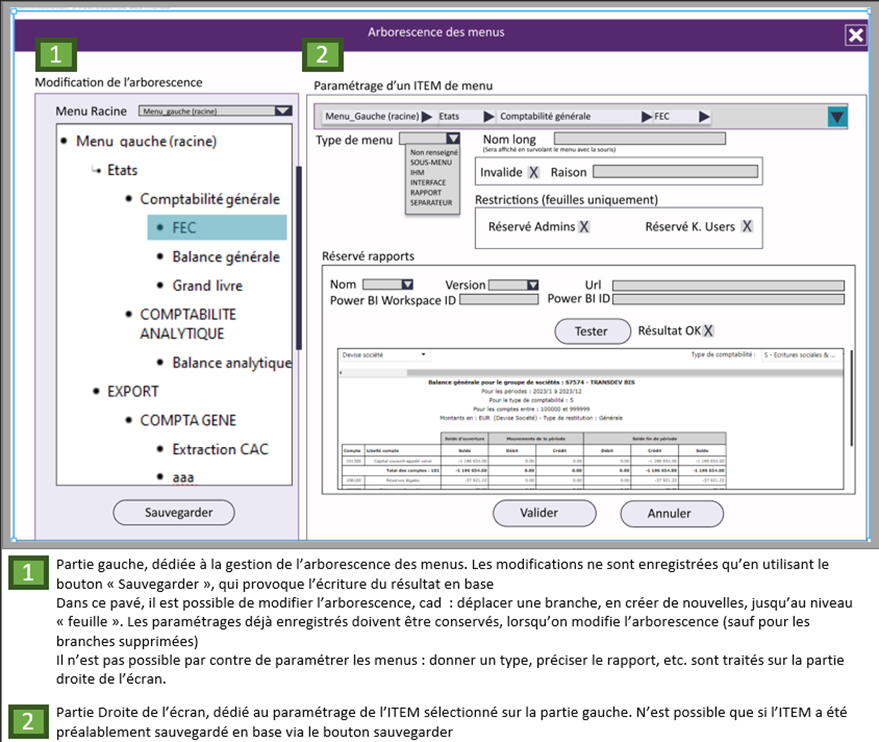 Arborescence des menus
1
2
Modification de l'arborescence
Menu Racine Menu_gauche (racine)
Menu gauche (racine)
Etats
Comptabilité générale
FEC
Balance générale
Grand livre
COMPTABILITE
ANALYTIQUE
Balance analytique
EXPORT
COMPTA GENE
Extraction CAC
aaa
Sauvegarder
Paramétrage d'un ITEM de menu
Menu_Gauche (racine) Etats Comptabilité générale FEC
Type de menu
Non renseigné
SOUS-MENU
IHM
INTERFACE
RAPPORT
SEPARATEUR
Nom long
(Sera affiché en survolant le menu avec la souris)
Invalide X Raison
Restrictions (feuilles uniquement)
Réservé Admins X Réservé K. Users X
Réservé rapports
Nom Version Url
Power BI Workspace ID Power BI ID
Tester Résultat OK X
Devise société Type de comptabilité : S - Ecritures sociales & ...
Balance générale pour le groupe de sociétés : S7574 - TRANSDEV BIS
Pour les périodes : 2023/1 à 2023/12
Pour le type de comptabilité : S
Pour les comptes entre : 100000 et 999999
Montants en : EUR (Devise Société) - Type de restitution : Générale
Solde d'ouverture Mouvements de la période Solde fin de période
Compte Libellé compte Solde Débit Crédit Débit Crédit Solde
101300 Capital souscrit-appelé versé -1 196 654.00 0.00 0.00 0.00 -1 196 654.00 -1 196 654.00
Total des comptes : 101 -1 196 654.00 0.00 0.00 0.00 -1 196 654.00 -1 196 654.00
106100 Réserves légales -37 921.22 0.00 0.00 0.00 -37 921.22 -37 921.22
Valider Annuler
1
Partie gauche, dédiée à la gestion de l'arborescence des menus. Les modifications ne sont enregistrées qu'en utilisant le
bouton « Sauvegarder », qui provoque l'écriture du résultat en base
Dans ce pavé, il est possible de modifier l'arborescence, cad : déplacer une branche, en créer de nouvelles, jusqu'au niveau
« feuille ». Les paramétrages déjà enregistrés doivent être conservés, lorsqu'on modifie l'arborescence (sauf pour les
branches supprimées)
Il n'est pas possible par contre de paramétrer les menus : donner un type, préciser le rapport, etc. sont traités sur la partie
droite de l'écran.
2
Partie Droite de l'écran, dédié au paramétrage de l'ITEM sélectionné sur la partie gauche. N'est possible que si l'ITEM a été
préalablement sauvegardé en base via le bouton sauvegarder